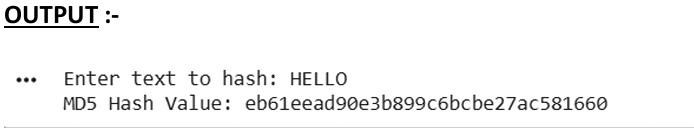 OUTPUT :-
••• Enter text to hash: HELLO
MD5 Hash Value: eb61eead90e3b899c6bcbe27ac581660